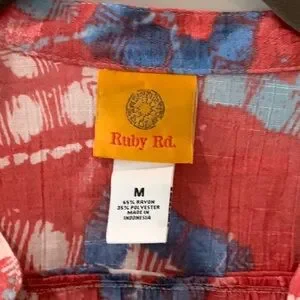 Ruby Rd.
M
65% RAYON
35% POLYESTER
MADE IN
INDONESIA